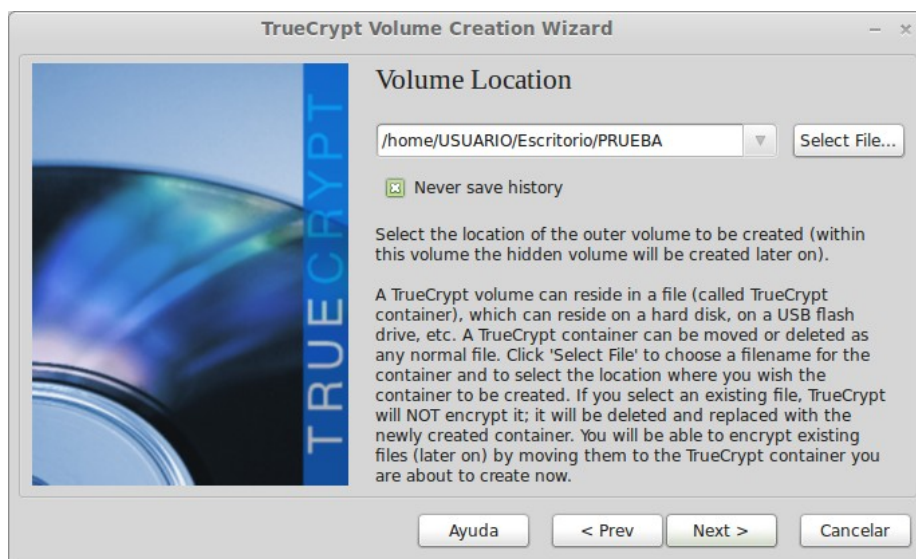 TrueCrypt Volume Creation Wizard
TRUECRYPT
Volume Location
/home/USUARIO/Escritorio/PRUEBA
Select File...
Never save history
Select the location of the outer volume to be created (within
this volume the hidden volume will be created later on).
A TrueCrypt volume can reside in a file (called TrueCrypt
container), which can reside on a hard disk, on a USB flash
drive, etc. A TrueCrypt container can be moved or deleted as
any normal file. Click 'Select File' to choose a filename for the
container and to select the location where you wish the
container to be created. If you select an existing file, TrueCrypt
will NOT encrypt it; it will be deleted and replaced with the
newly created container. You will be able to encrypt existing
files (later on) by moving them to the TrueCrypt container you
are about to create now.
Ayuda
< Prev
Next >
Cancelar